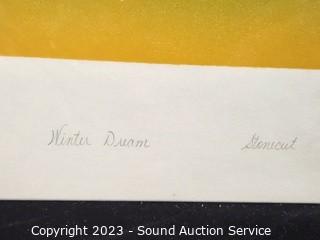 Winter Dream Stonecut
Copyright 2023 - Sound Auction Service